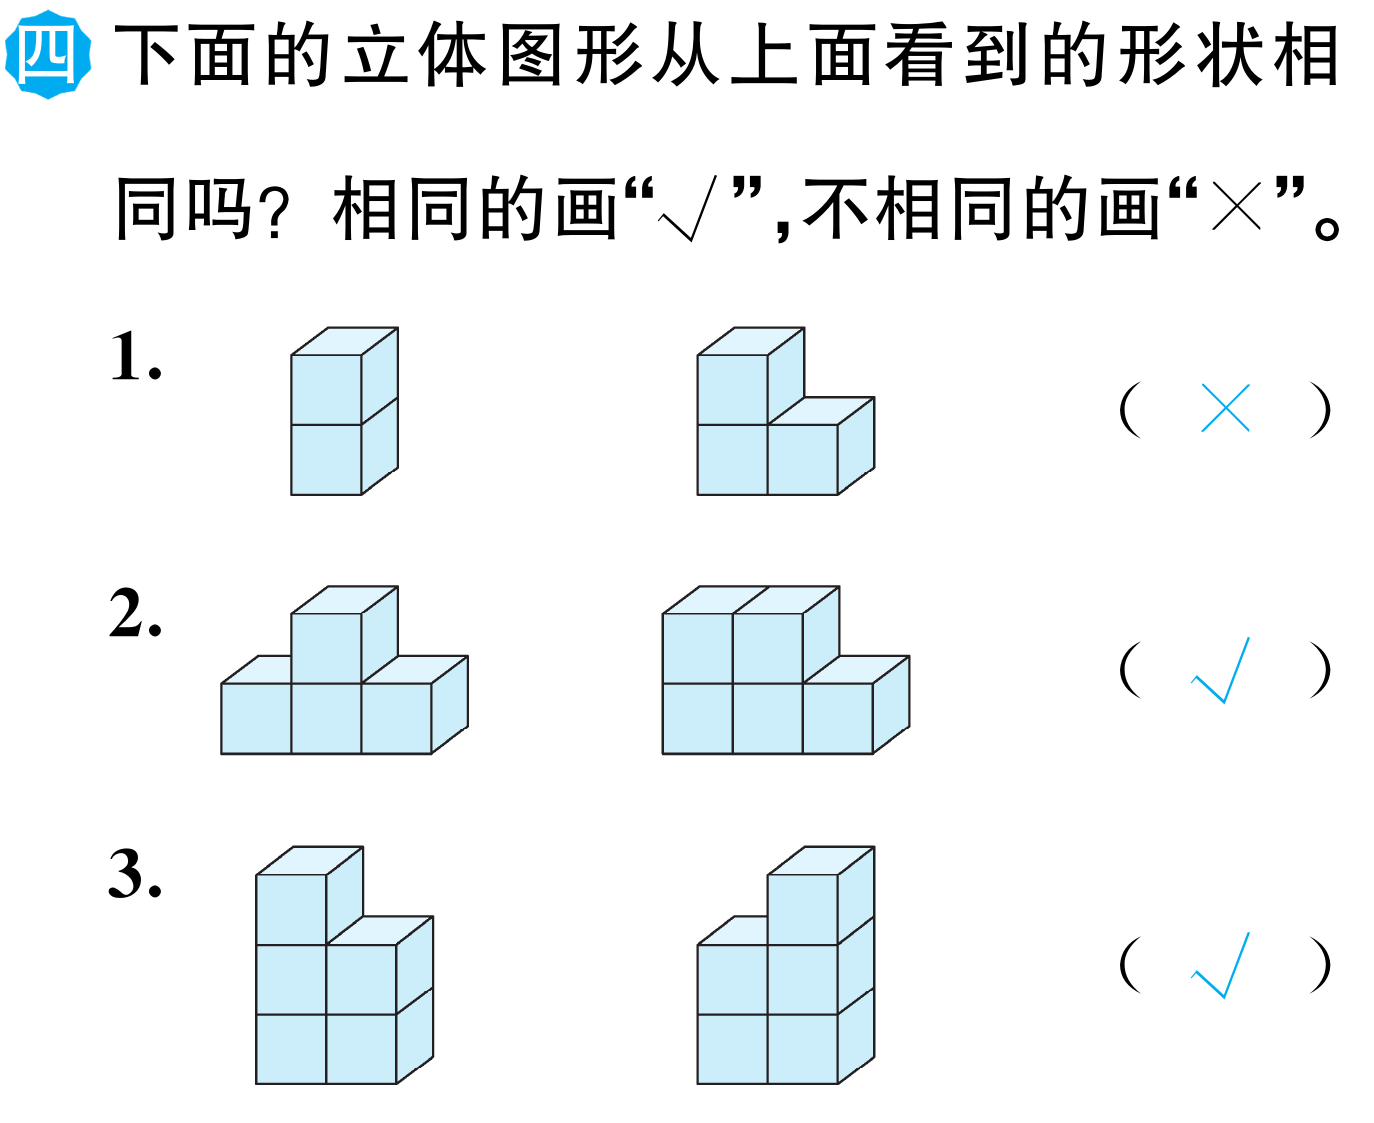 四 下面的立体图形从上面看到的形状相
同吗？相同的画“√”，不相同的画“×”。
1. （ × ）
2. （ √ ）
3. （ √ ）